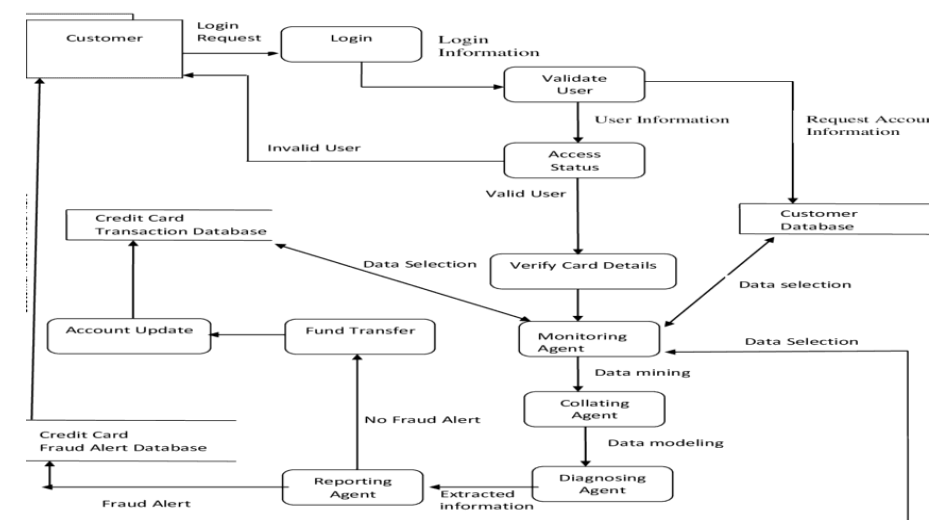 Customer
Login
Request
Login
Login
Information
Validate
User
User Information
Request Accoun
Information
Invalid User
Access
Status
Valid User
Credit Card
Transaction Database
Customer
Database
Data Selection
Verify Card Details
Data selection
Account Update
Fund Transfer
Monitoring
Agent
Data Selection
Data mining
Collating
Agent
No Fraud Alert
Credit Card
Fraud Alert Database
Data modeling
Reporting
Agent
Extracted
information
Diagnosing
Agent
Fraud Alert